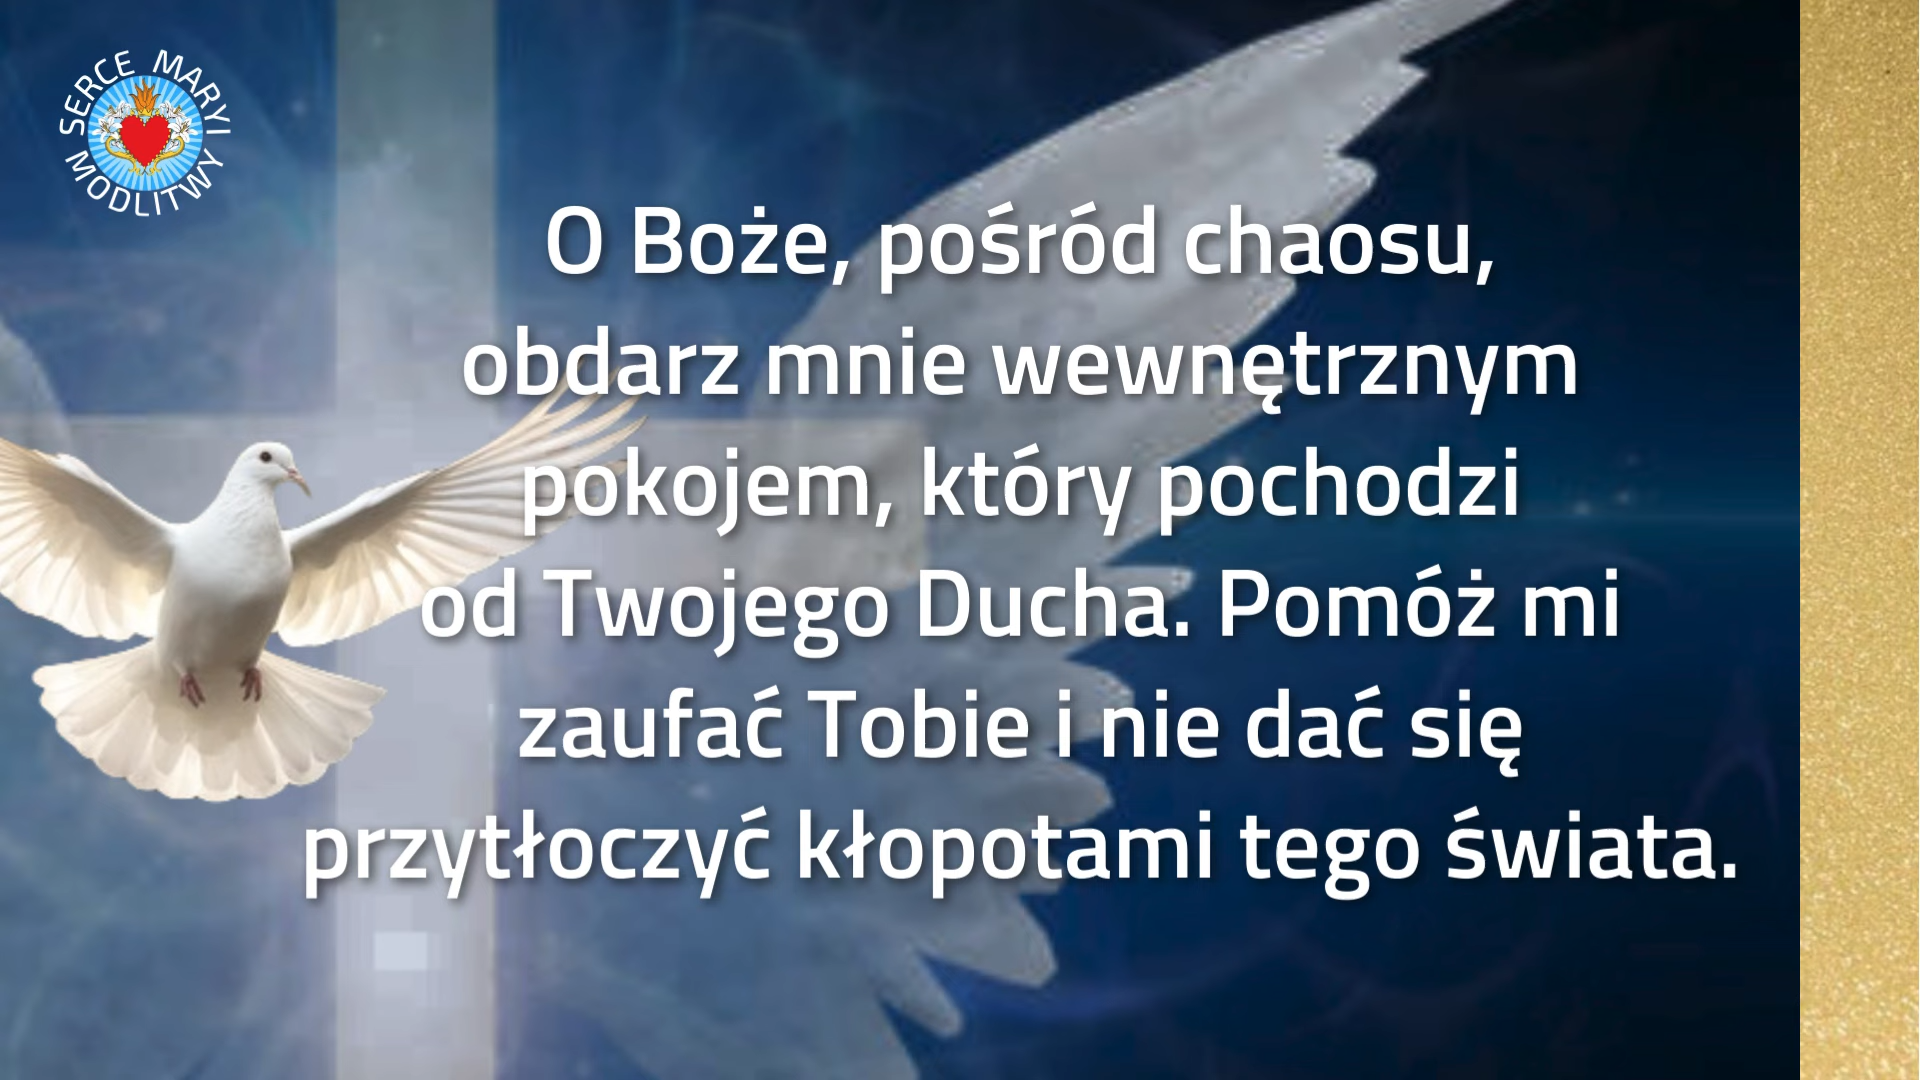 SERCE MARYI
MODLITWY
O Boże, pośród chaosu,
obdarz mnie wewnętrznym
pokojem, który pochodzi
od Twojego Ducha. Pomóż mi
zaufać Tobie i nie dać się
przytłoczyć kłopotami tego świata.